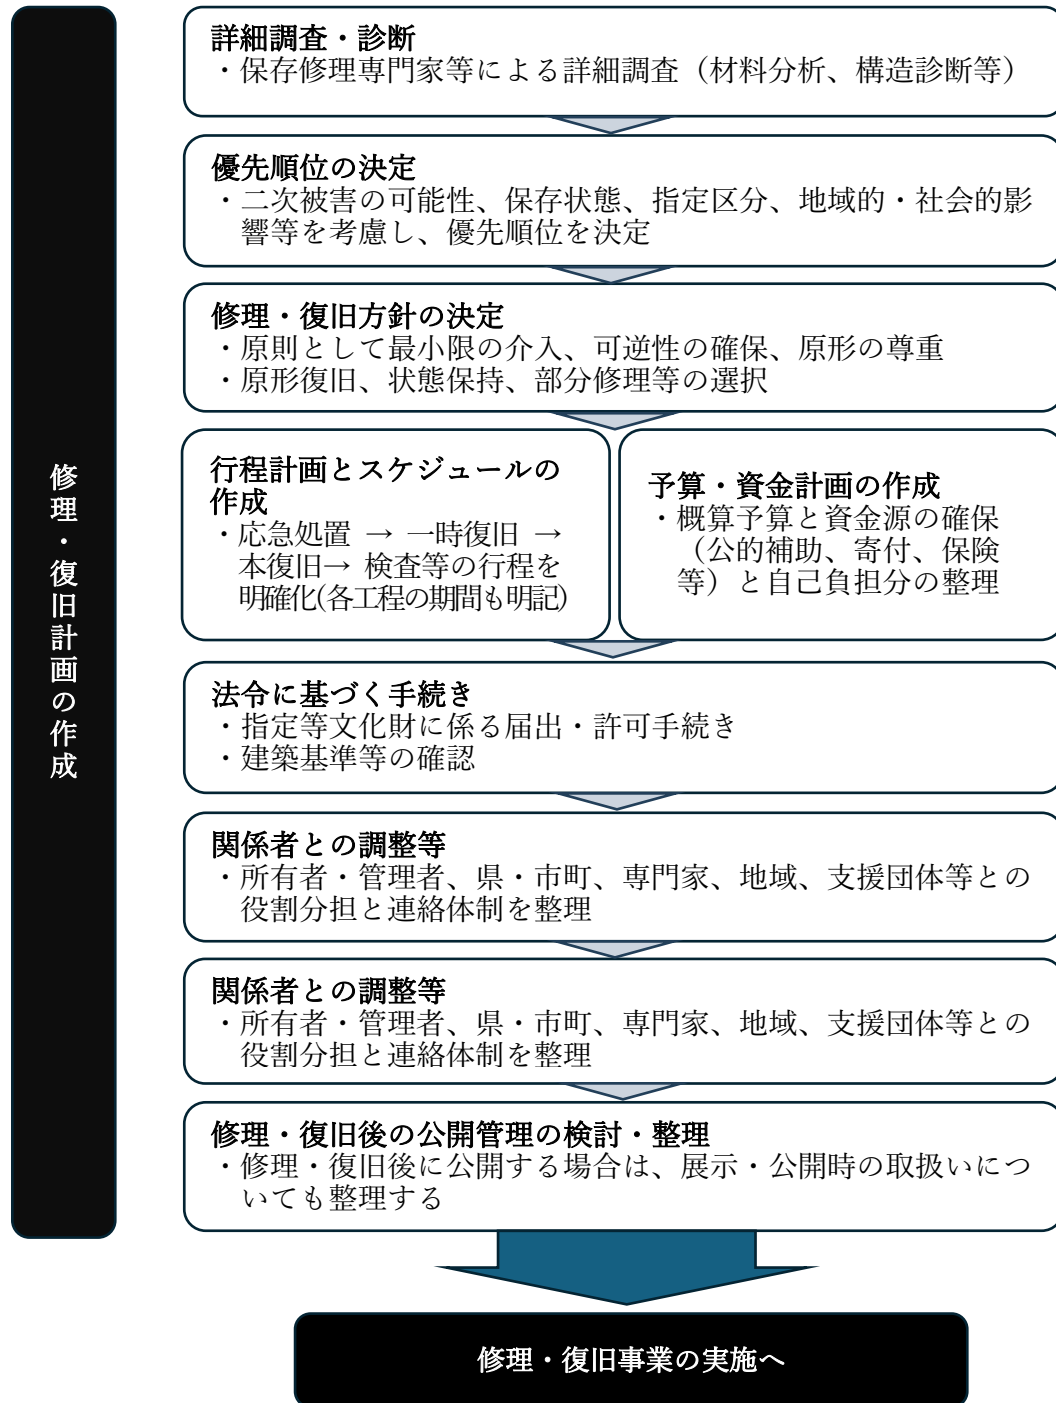 修理・復旧計画の作成
詳細調査・診断
・保存修理専門家等による詳細調査（材料分析、構造診断等）
優先順位の決定
・二次被害の可能性、保存状態、指定区分、地域的・社会的影
響等を考慮し、優先順位を決定
修理・復旧方針の決定
・原則として最小限の介入、可逆性の確保、原形の尊重
・原形復旧、状態保持、部分修理等の選択
行程計画とスケジュールの
作成
・応急処置 → 一時復旧 →
本復旧→ 検査等の行程を
明確化(各工程の期間も明記)
予算・資金計画の作成
・概算予算と資金源の確保
（公的補助、寄付、保険
等）と自己負担分の整理
法令に基づく手続き
・指定等文化財に係る届出・許可手続き
・建築基準等の確認
関係者との調整等
・所有者・管理者、県・市町、専門家、地域、支援団体等との
役割分担と連絡体制を整理
関係者との調整等
・所有者・管理者、県・市町、専門家、地域、支援団体等との
役割分担と連絡体制を整理
修理・復旧後の公開管理の検討・整理
・修理・復旧後に公開する場合は、展示・公開時の取扱いにつ
いても整理する
修理・復旧事業の実施へ